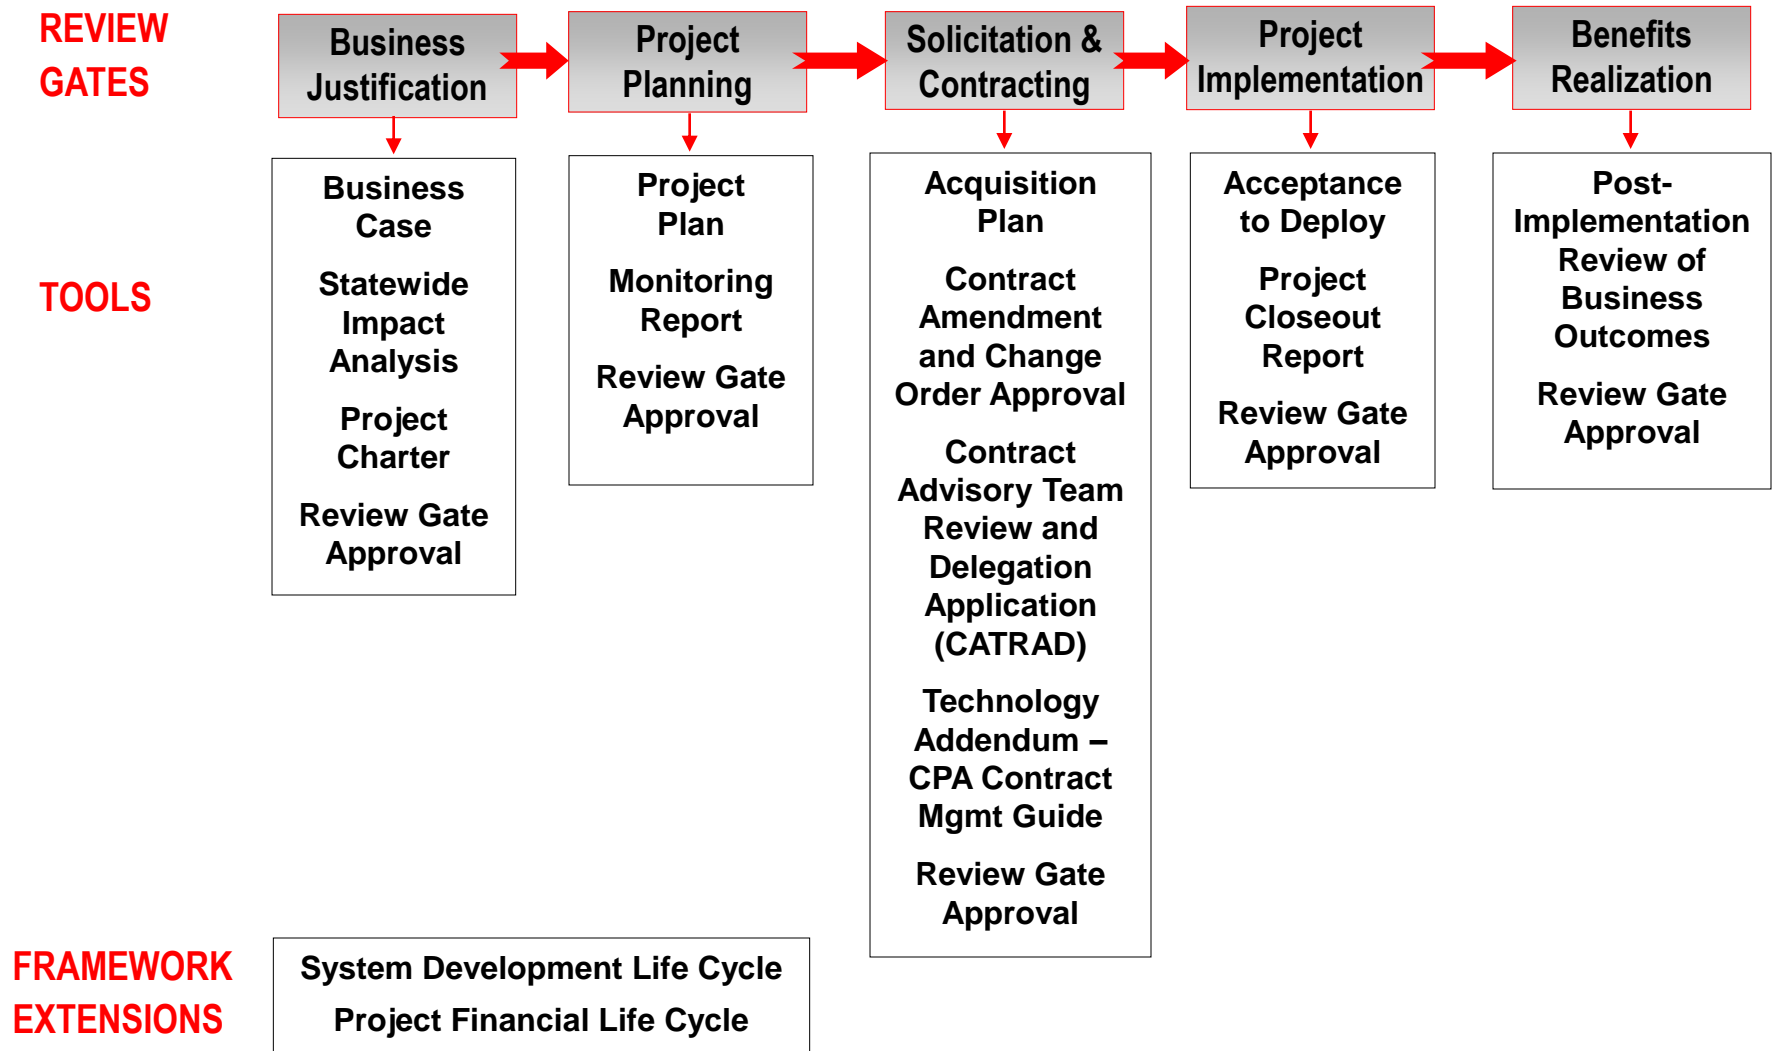 REVIEW
GATES
Business
Justification
Project
Planning
Solicitation &
Contracting
Project
Implementation
Benefits
Realization
TOOLS
Business
Case
Statewide
Impact
Analysis
Project
Charter
Review Gate
Approval
Project
Plan
Monitoring
Report
Review Gate
Approval
Acquisition
Plan
Contract
Amendment
and Change
Order Approval
Contract
Advisory Team
Review and
Delegation
Application
(CATRAD)
Technology
Addendum –
CPA Contract
Mgmt Guide
Review Gate
Approval
Acceptance
to Deploy
Project
Closeout
Report
Review Gate
Approval
Post-
Implementation
Review of
Business
Outcomes
Review Gate
Approval
FRAMEWORK
EXTENSIONS
System Development Life Cycle
Project Financial Life Cycle